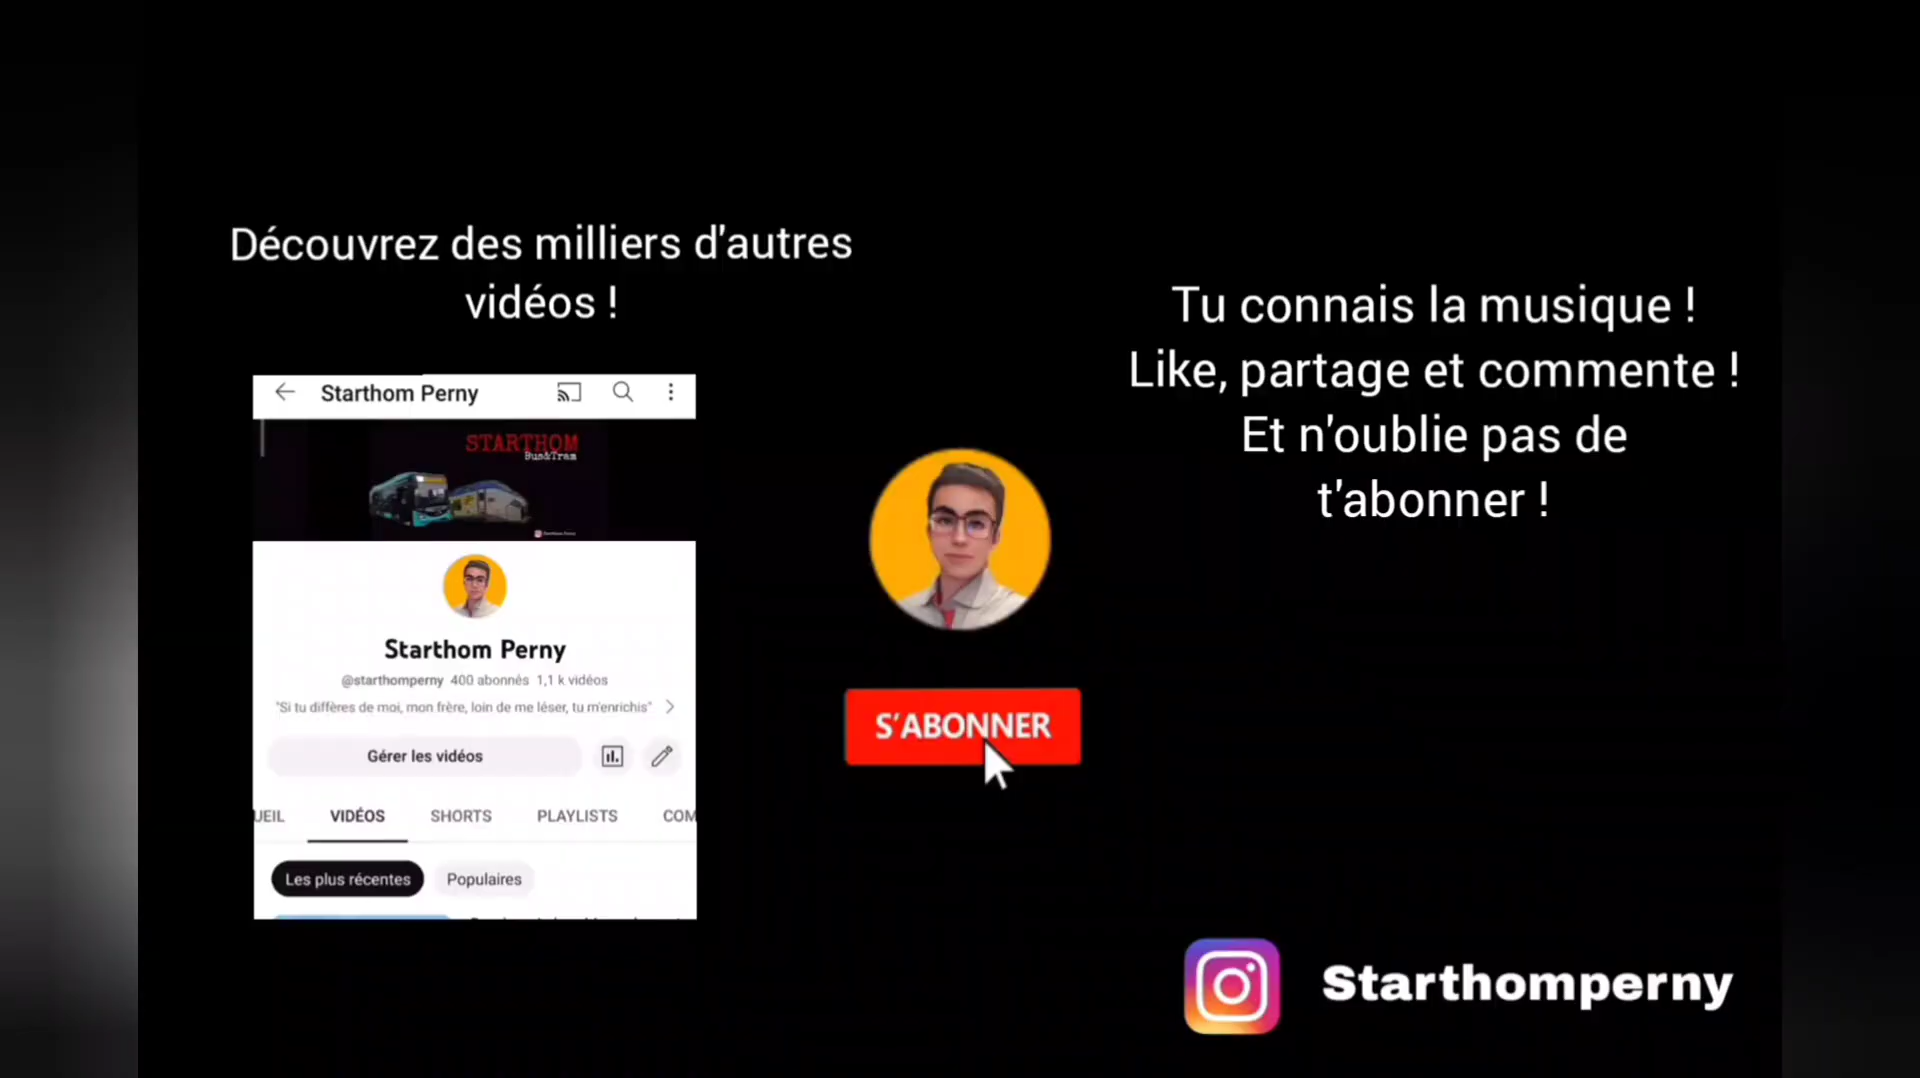 Découvrez des milliers d'autres
vidéos !
Starthom Perny
STARTHOM
Bus&Tram
Starthom Perny
@starthomperny 400 abonnés 1,1 k vidéos
"Si tu diffères de moi, mon frère, loin de me léser, tu m'enrichis"
Gérer les vidéos
UEIL VIDÉOS SHORTS PLAYLISTS COM
Les plus récentes Populaires
S'ABONNER
Tu connais la musique !
Like, partage et commente !
Et n'oublie pas de
t'abonner !
Starthomperny